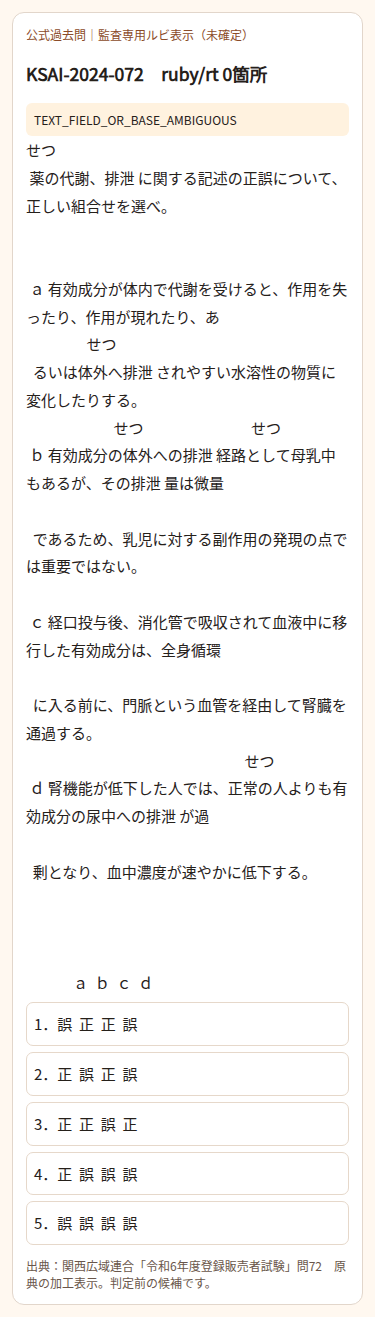 公式過去問｜監査専用ルビ表示（未確定）
KSAI-2024-072　ruby/rt 0箇所
TEXT_FIELD_OR_BASE_AMBIGUOUS
せつ
薬の代謝、排泄 に関する記述の正誤について、
正しい組合せを選べ。
ａ 有効成分が体内で代謝を受けると、作用を失
ったり、作用が現れたり、あ
せつ
るいは体外へ排泄 されやすい水溶性の物質に
変化したりする。
せつ せつ
ｂ 有効成分の体外への排泄 経路として母乳中
もあるが、その排泄 量は微量
であるため、乳児に対する副作用の発現の点で
は重要ではない。
ｃ 経口投与後、消化管で吸収されて血液中に移
行した有効成分は、全身循環
に入る前に、門脈という血管を経由して腎臓を
通過する。
せつ
ｄ 腎機能が低下した人では、正常の人よりも有
効成分の尿中への排泄 が過
剰となり、血中濃度が速やかに低下する。
ａ ｂ ｃ ｄ
1．誤 正 正 誤
2．正 誤 正 誤
3．正 正 誤 正
4．正 誤 誤 誤
5．誤 誤 誤 誤
出典：関西広域連合「令和6年度登録販売者試験」問72　原
典の加工表示。判定前の候補です。